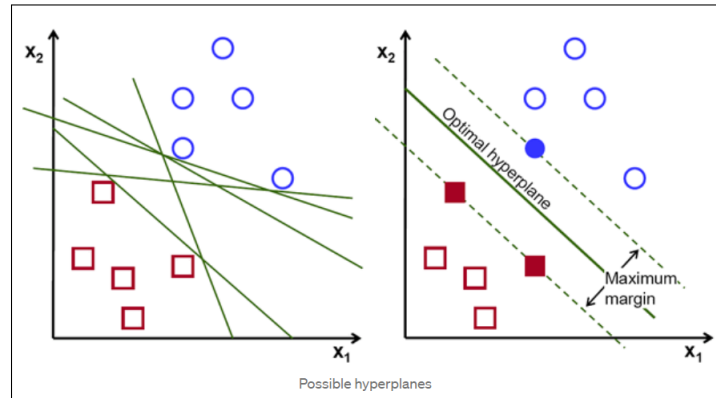 x2
x1
x2
Optimal hyperplane
Maximum
margin
x1
Possible hyperplanes